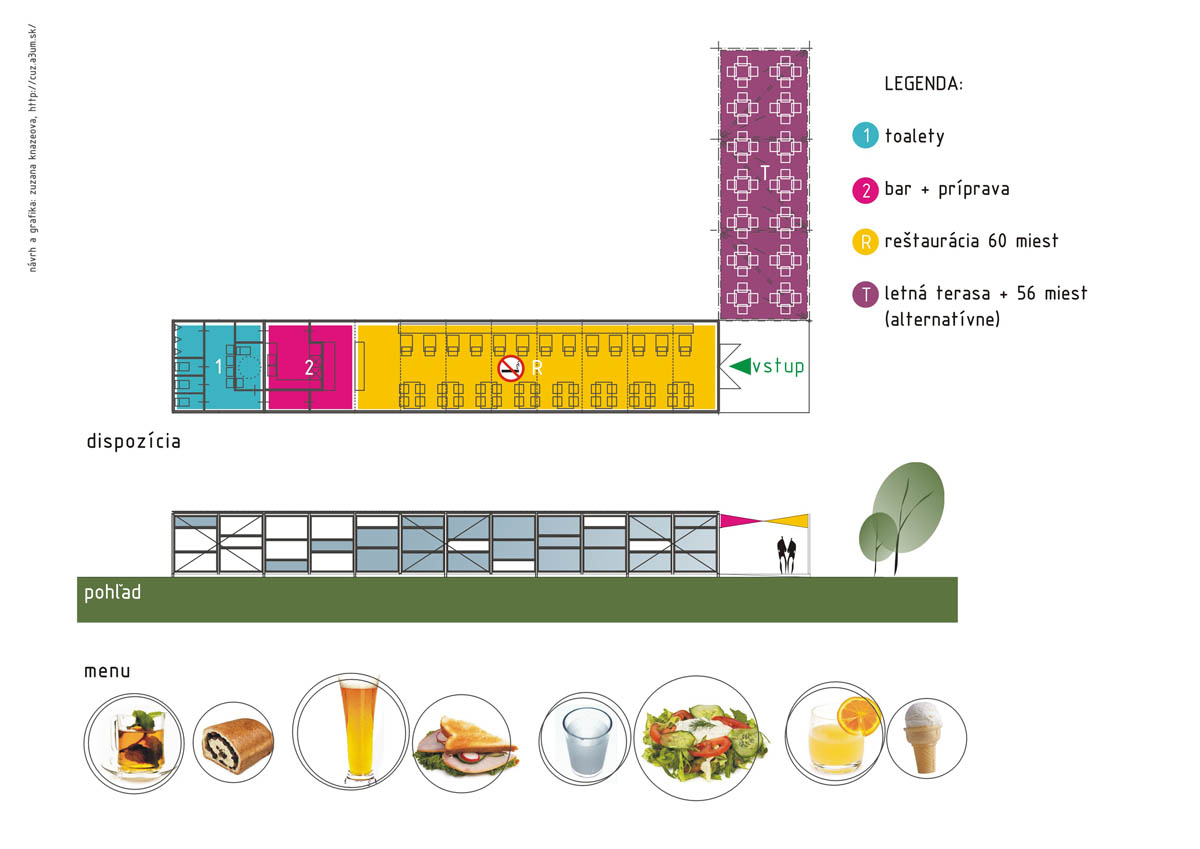 návrh a grafika: zuzana knazeova, http://cuz.a3um.sk/
LEGENDA:
1 toalety
2 bar + príprava
R reštaurácia 60 miest
T letná terasa + 56 miest
(alternatívne)
T
1
2
R
vstup
dispozícia
pohľad
menu